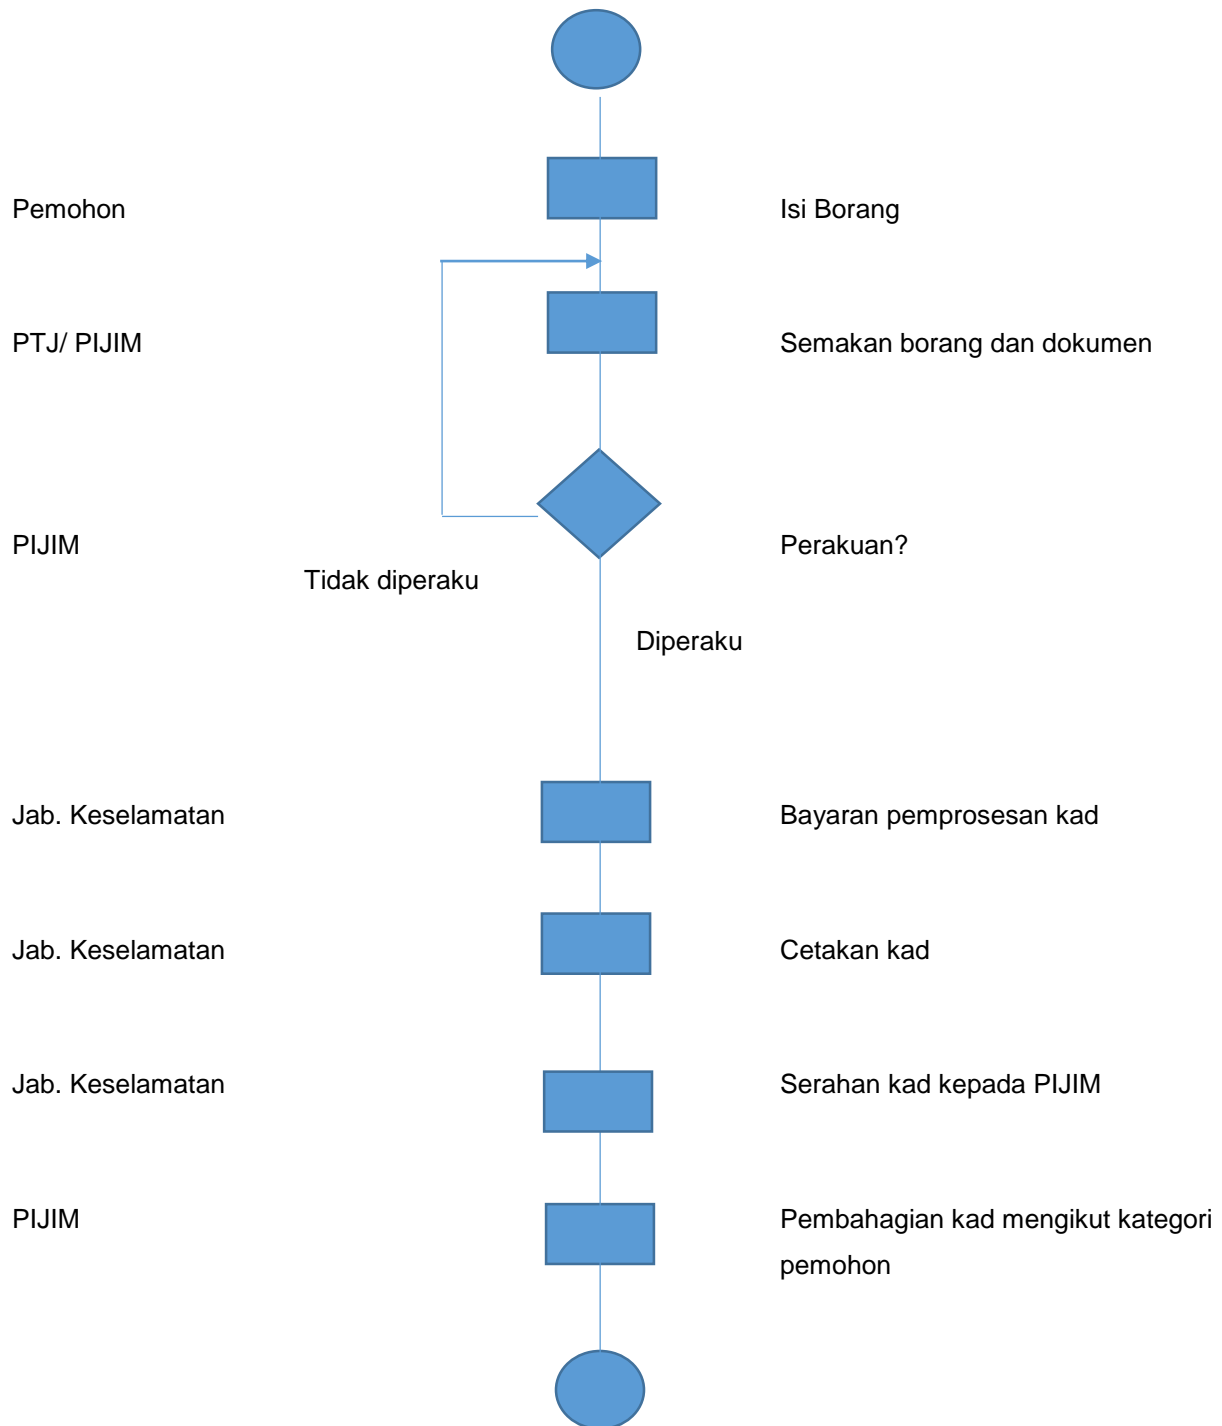 Pemohon
Isi Borang
PTJ/ PIJIM
Semakan borang dan dokumen
PIJIM
Perakuan?
Tidak diperaku
Diperaku
Jab. Keselamatan
Bayaran pemprosesan kad
Jab. Keselamatan
Cetakan kad
Jab. Keselamatan
Serahan kad kepada PIJIM
PIJIM
Pembahagian kad mengikut kategori
pemohon